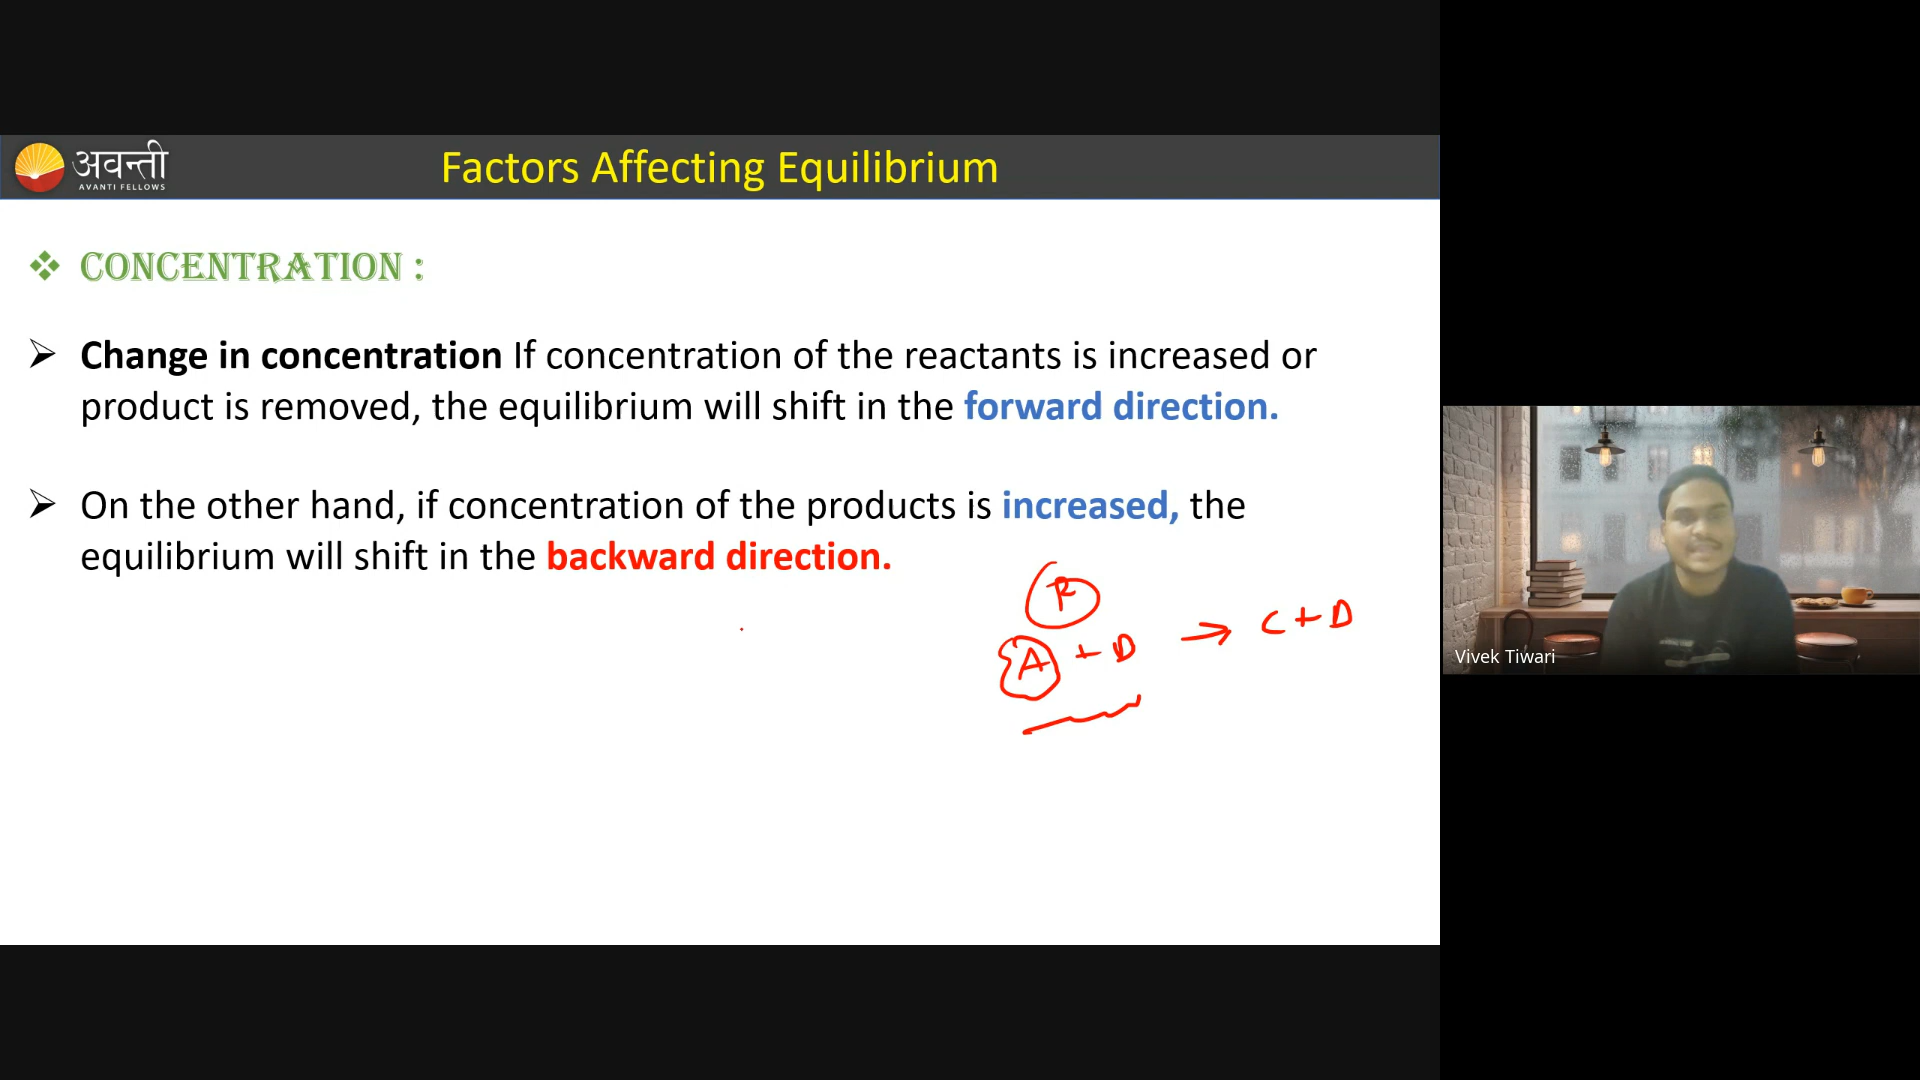 अवन्ती
AVANTI FELLOWS
Factors Affecting Equilibrium
❖ CONCENTRATION :
➢ Change in concentration If concentration of the reactants is increased or
product is removed, the equilibrium will shift in the forward direction.
➢ On the other hand, if concentration of the products is increased, the
equilibrium will shift in the backward direction.
R
A + D → C + D
Vivek Tiwari